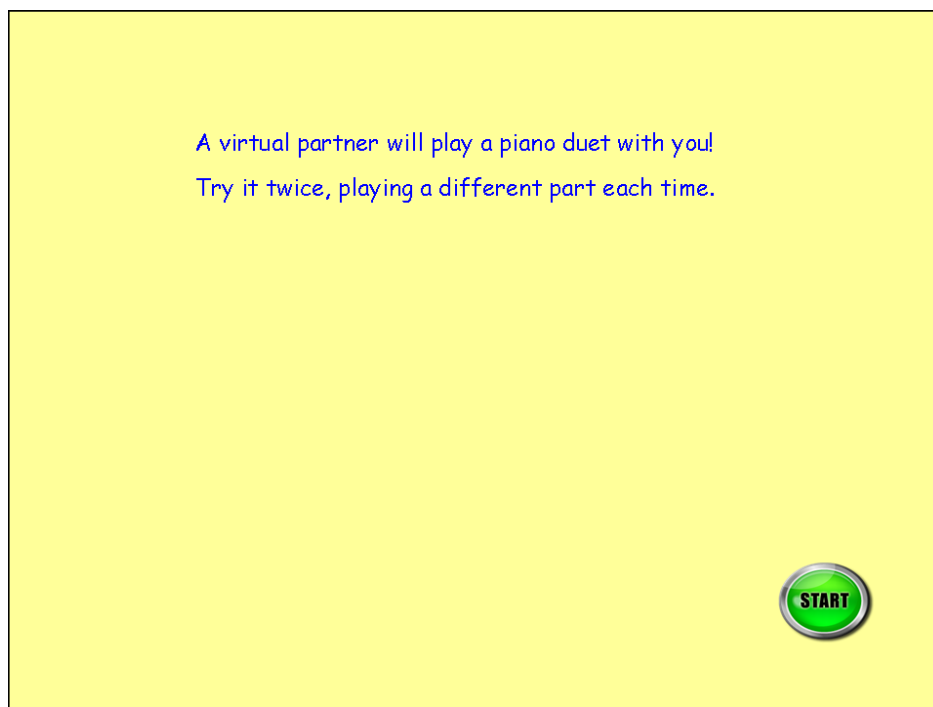 A virtual partner will play a piano duet with you!
Try it twice, playing a different part each time.
START